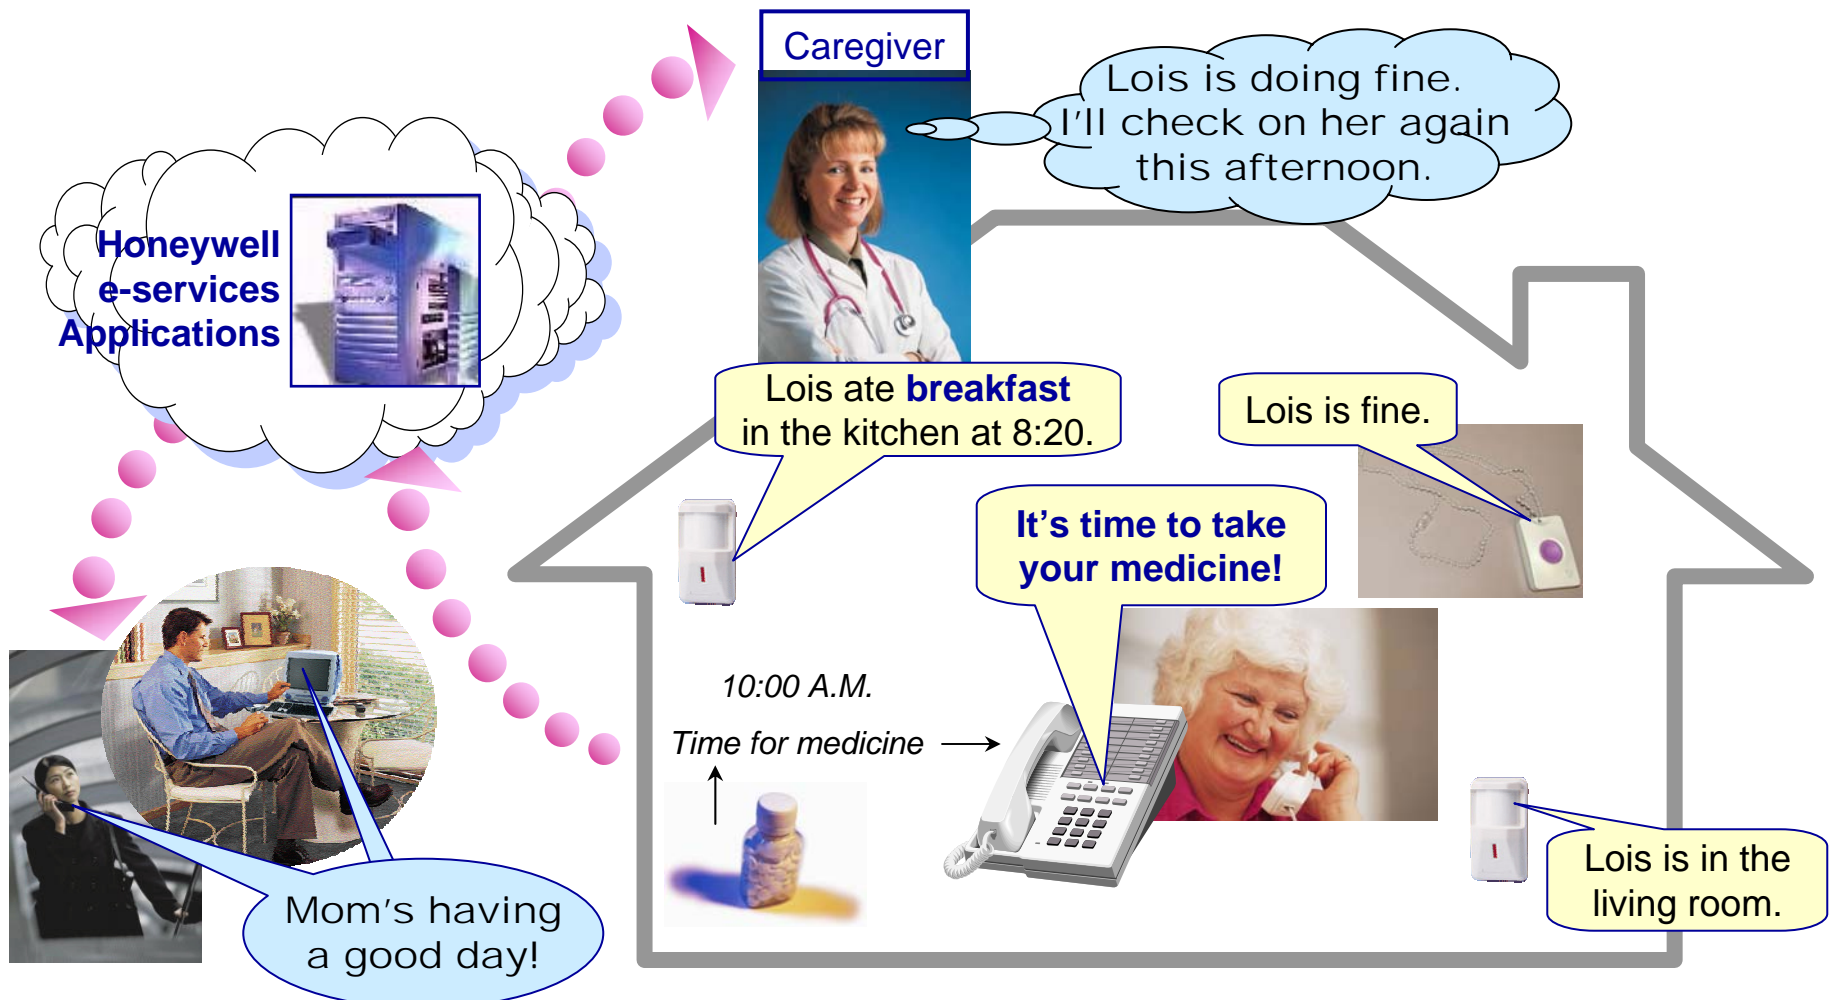 Caregiver
Lois is doing fine.
I'll check on her again
this afternoon.
Honeywell
e-services
Applications
Lois ate breakfast
in the kitchen at 8:20.
Lois is fine.
It’s time to take
your medicine!
10:00 A.M.
Time for medicine
Lois is in the
living room.
Mom's having
a good day!